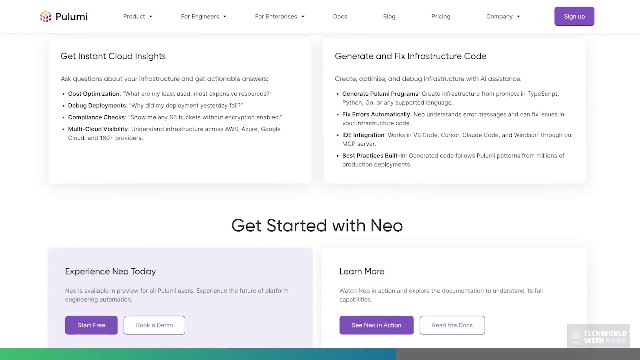 Pulumi
Product
For Engineers
For Enterprises
Docs
Blog
Pricing
Company
Sign up
Get Instant Cloud Insights
Ask questions about your infrastructure and get actionable answers:
• Cost Optimization: "What are my least used, most expensive resources?"
• Debug Deployments: "Why did my deployment yesterday fail?"
• Compliance Checks: "Show me any S3 buckets without encryption enabled."
• Multi-Cloud Visibility: Understand infrastructure across AWS, Azure, Google
Cloud, and 160+ providers.
Generate and Fix Infrastructure Code
Create, optimize, and debug infrastructure with AI assistance.
• Generate Pulumi Programs: Create infrastructure from prompts in TypeScript,
Python, Go, or any supported language.
• Fix Errors Automatically: Neo understands error messages and can fix issues in
your infrastructure code.
• IDE Integration: Works in VS Code, Cursor, Claude Code, and Windsurf through our
MCP server.
• Best Practices Built-In: Generated code follows Pulumi patterns from millions of
production deployments.
Get Started with Neo
Experience Neo Today
Neo is available in preview for all Pulumi users. Experience the future of platform
engineering automation.
Start Free
Book a Demo
Learn More
Watch Neo in action and explore the documentation to understand its full
capabilities.
See Neo in Action
Read the Docs
TECHWORLD
WITH NANA